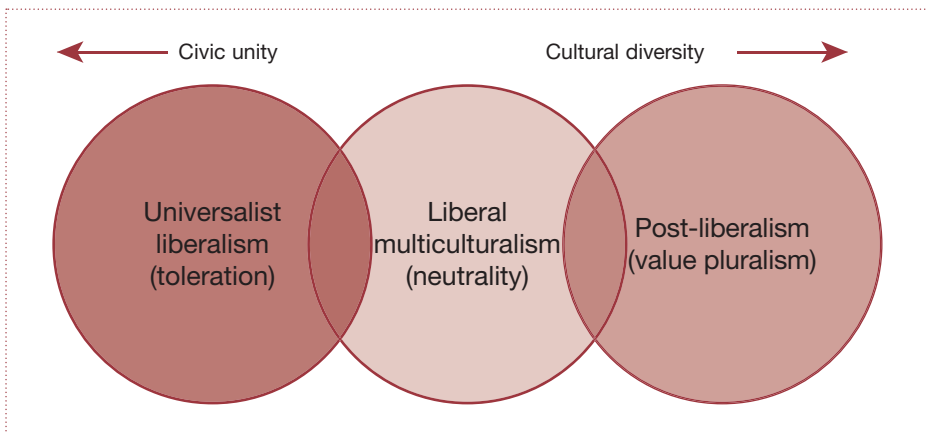 Civic unity
Cultural diversity
Universalist
liberalism
(toleration)
Liberal
multiculturalism
(neutrality)
Post-liberalism
(value pluralism)